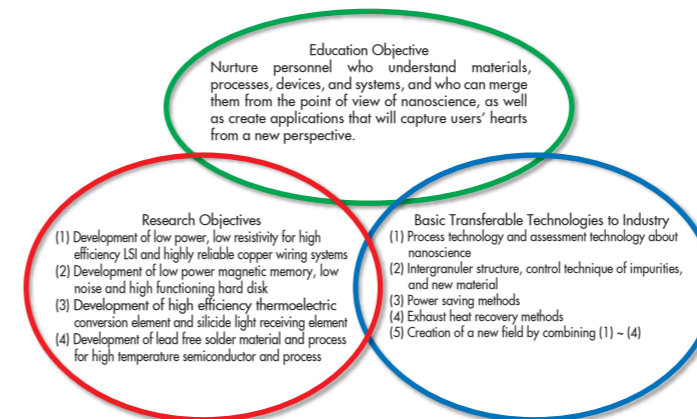 Education Objective
Nurture personnel who understand materials,
processes, devices, and systems, and who can merge
them from the point of view of nanoscience, as well
as create applications that will capture users' hearts
from a new perspective.
Research Objectives
(1) Development of low power, low resistivity for high
efficiency LSI and highly reliable copper wiring systems
(2) Development of low power magnetic memory, low
noise and high functioning hard disk
(3) Development of high efficiency thermoelectric
conversion element and silicide light receiving element
(4) Development of lead free solder material and process
for high temperature semiconductor and process
Basic Transferable Technologies to Industry
(1) Process technology and assessment technology about
nanoscience
(2) Intergranuler structure, control technique of impurities,
and new material
(3) Power saving methods
(4) Exhaust heat recovery methods
(5) Creation of a new field by combining (1) ~ (4)